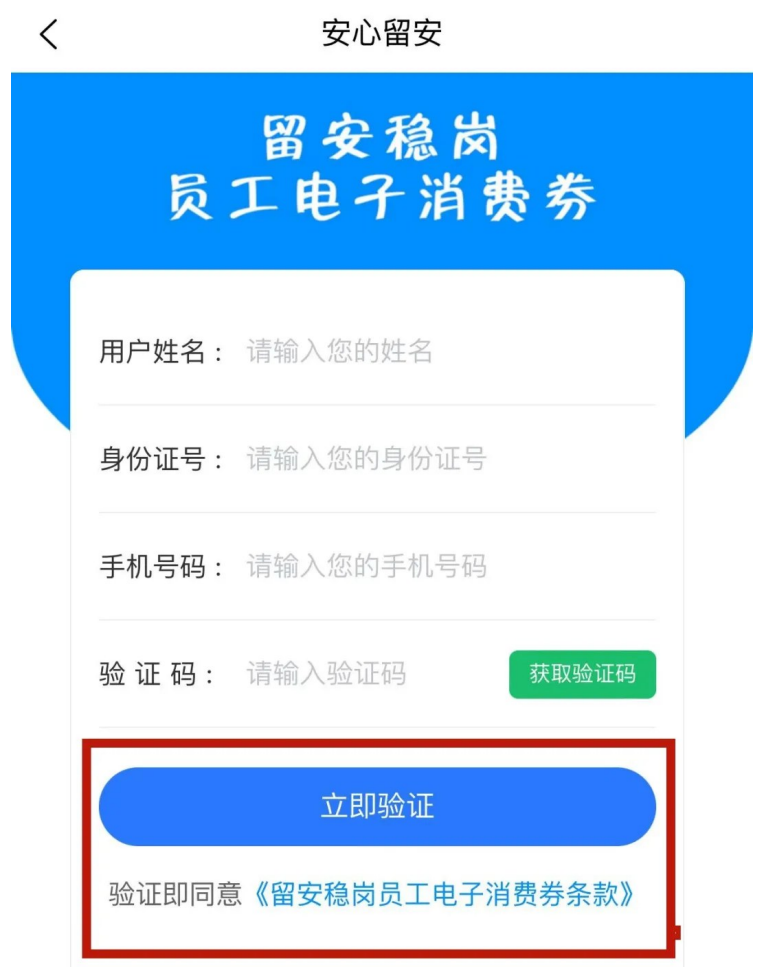 安心留安
留安稳岗
员工电子消费券
用户姓名： 请输入您的姓名
身份证号： 请输入您的身份证号
手机号码： 请输入您的手机号码
验 证 码： 请输入验证码 获取验证码
立即验证
验证即同意《留安稳岗员工电子消费券条款》